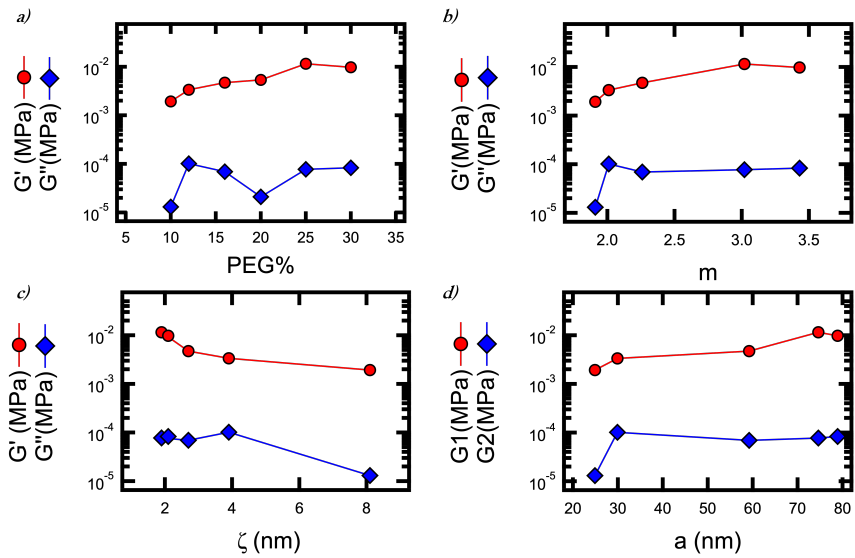 a)
G' (MPa)
G"(MPa)
10-2
10-3
10-4
10-5
5 10 15 20 25 30 35
PEG%
b)
G'(MPa)
G"(MPa)
10-2
10-3
10-4
10-5
2.0 2.5 3.0 3.5
m
c)
G' (MPa)
G"(MPa)
10-2
10-3
10-4
10-5
2 4 6 8
ζ (nm)
d)
G1(MPa)
G2(MPa)
10-2
10-3
10-4
10-5
20 30 40 50 60 70 80
a (nm)